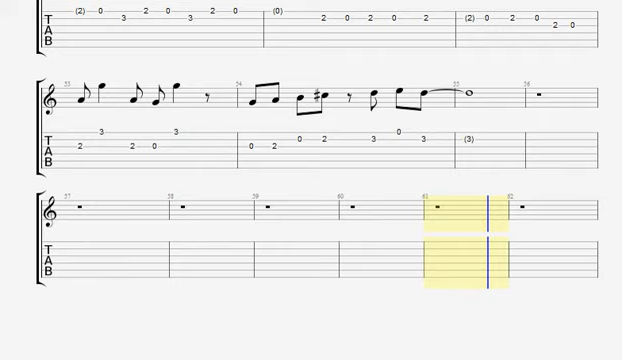 (2) 0 3 2 0 3 2 0 (0) 2 0 2 0 2 (2) 0 2 0 2 0
53 54 55 56
T
A
B
3 3 0 2 0 3 3 (3)
2 2 0 0 2
57 58 59 60 61 62
T
A
B